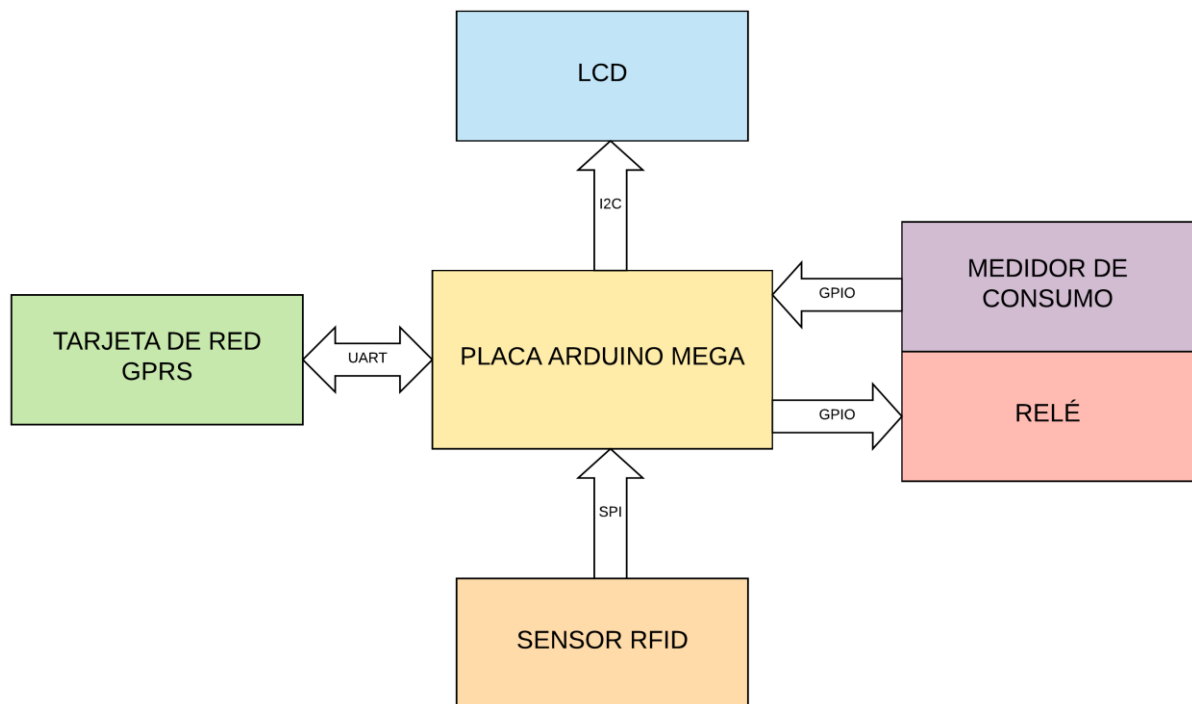 LCD
I2C
MEDIDOR DE
CONSUMO
GPIO
TARJETA DE RED
GPRS
UART
PLACA ARDUINO MEGA
GPIO
RELÉ
SPI
SENSOR RFID